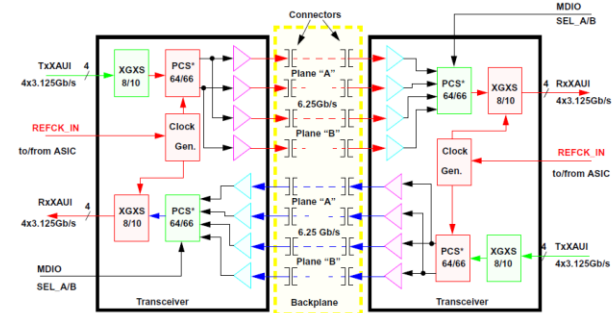 Connectors
MDIO
SEL_A/B
TxXAUI
4
4x3.125Gb/s
XGXS
8/10
PCS*
64/66
Plane "A"
6.25Gb/s
Plane "B"
PCS*
64/66
XGXS
8/10
4
RxXAUI
4x3.125Gb/s
REFCK_IN
to/from ASIC
Clock
Gen.
Clock
Gen.
REFCK_IN
to/from ASIC
RxXAUI
4
4x3.125Gb/s
XGXS
8/10
PCS*
64/66
Plane "A"
6.25 Gb/s
Plane "B"
PCS*
64/66
XGXS
8/10
4
TxXAUI
4x3.125Gb/s
MDIO
SEL_A/B
Transceiver
Backplane
Transceiver